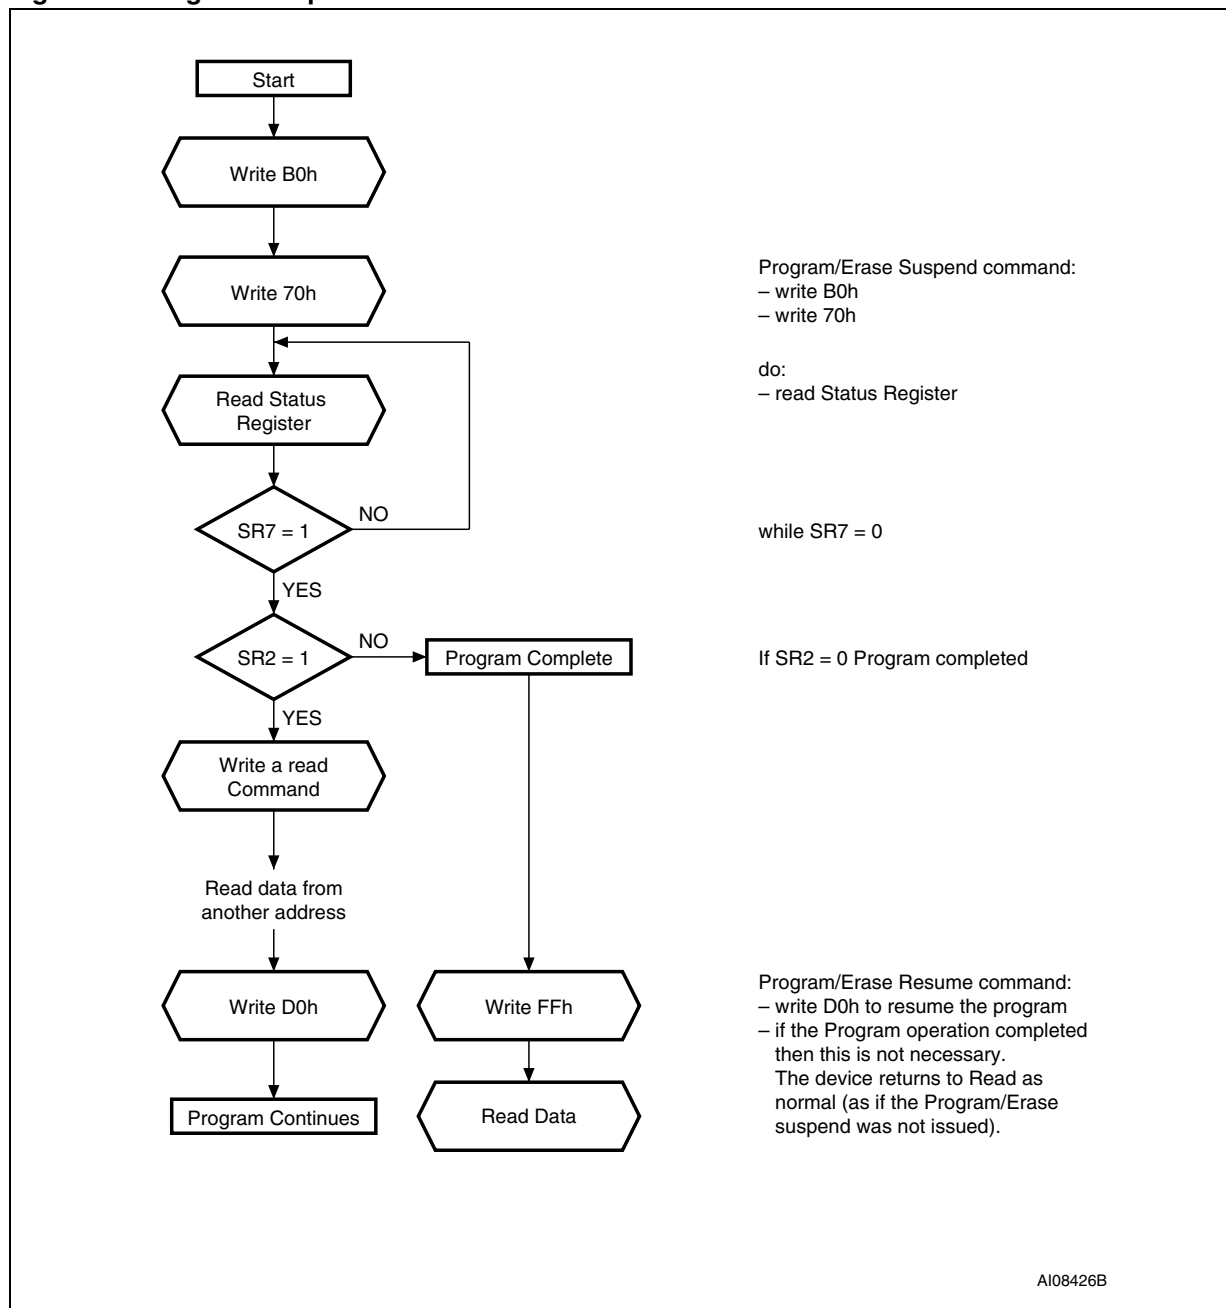 Start
Write B0h
Write 70h
Program/Erase Suspend command:
– write B0h
– write 70h
do:
– read Status Register
Read Status
Register
NO
SR7 = 1
while SR7 = 0
YES
NO
SR2 = 1
Program Complete
If SR2 = 0 Program completed
YES
Write a read
Command
Read data from
another address
Write D0h
Write FFh
Program/Erase Resume command:
– write D0h to resume the program
– if the Program operation completed
then this is not necessary.
The device returns to Read as
normal (as if the Program/Erase
suspend was not issued).
Program Continues
Read Data
AI08426B